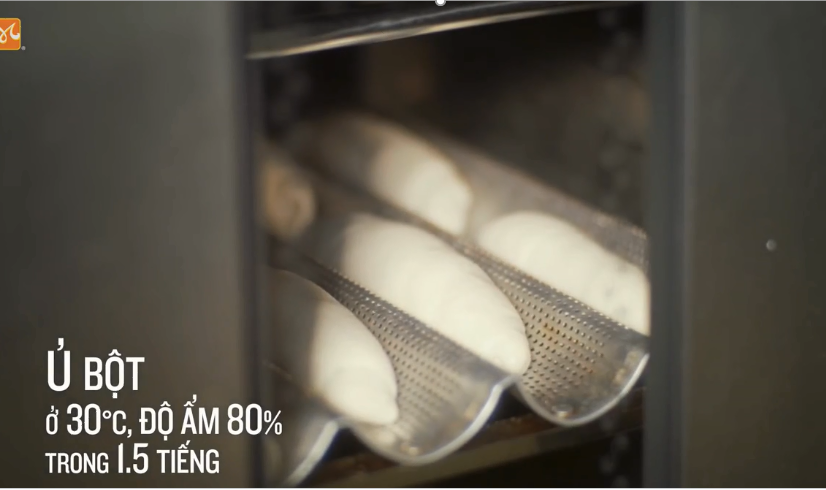 Ủ BỘT
Ở 30°C, ĐỘ ẨM 80%
TRONG 1.5 TIẾNG